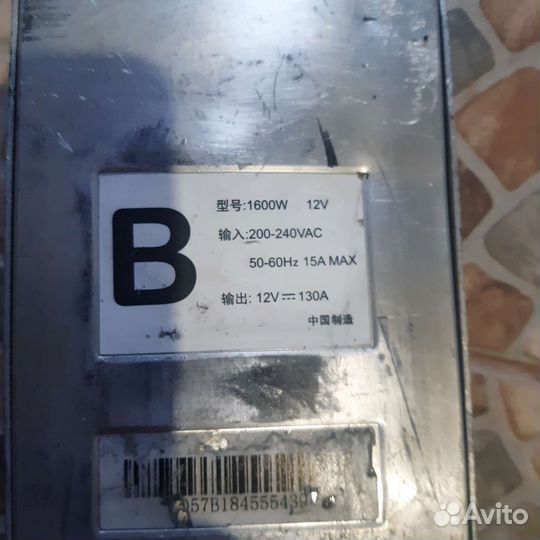 B
型号:1600W 12V
输入:200-240VAC
50-60Hz 15A MAX
输出: 12V⎓130A
中国制造
Avito